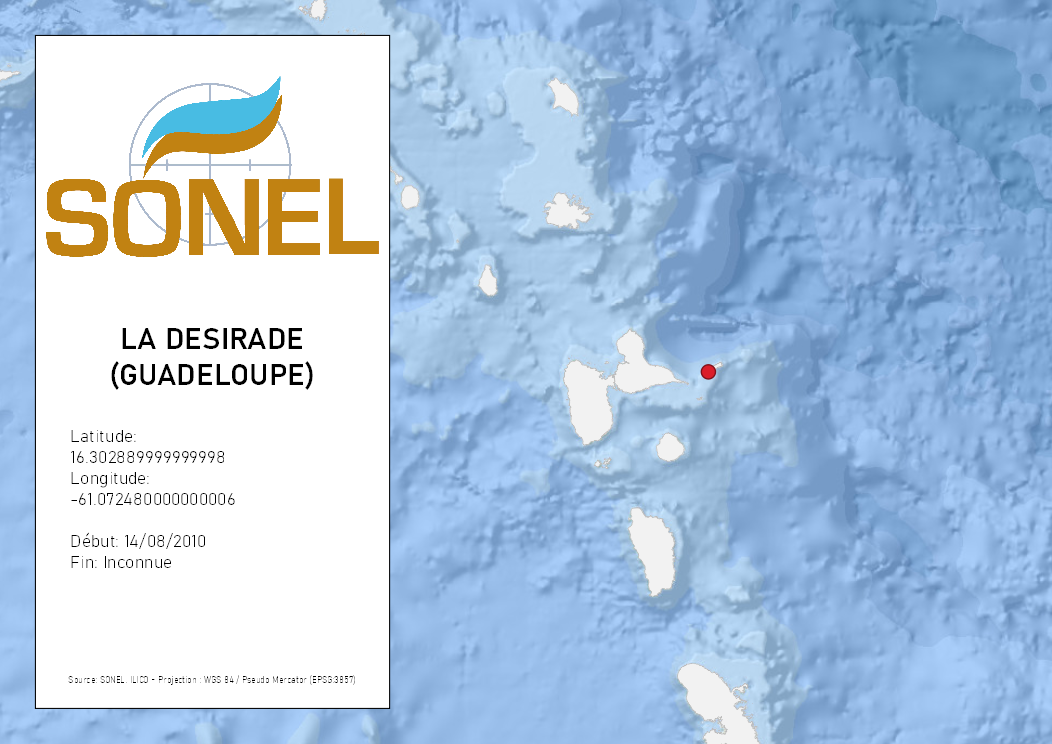 SONEL
LA DESIRADE
(GUADELOUPE)
Latitude:
16.302889999999998
Longitude:
-61.072480000000006
Début: 14/08/2010
Fin: Inconnue
Source: SONEL, ILICO - Projection : WGS 84 / Pseudo Mercator (EPSG:3857)